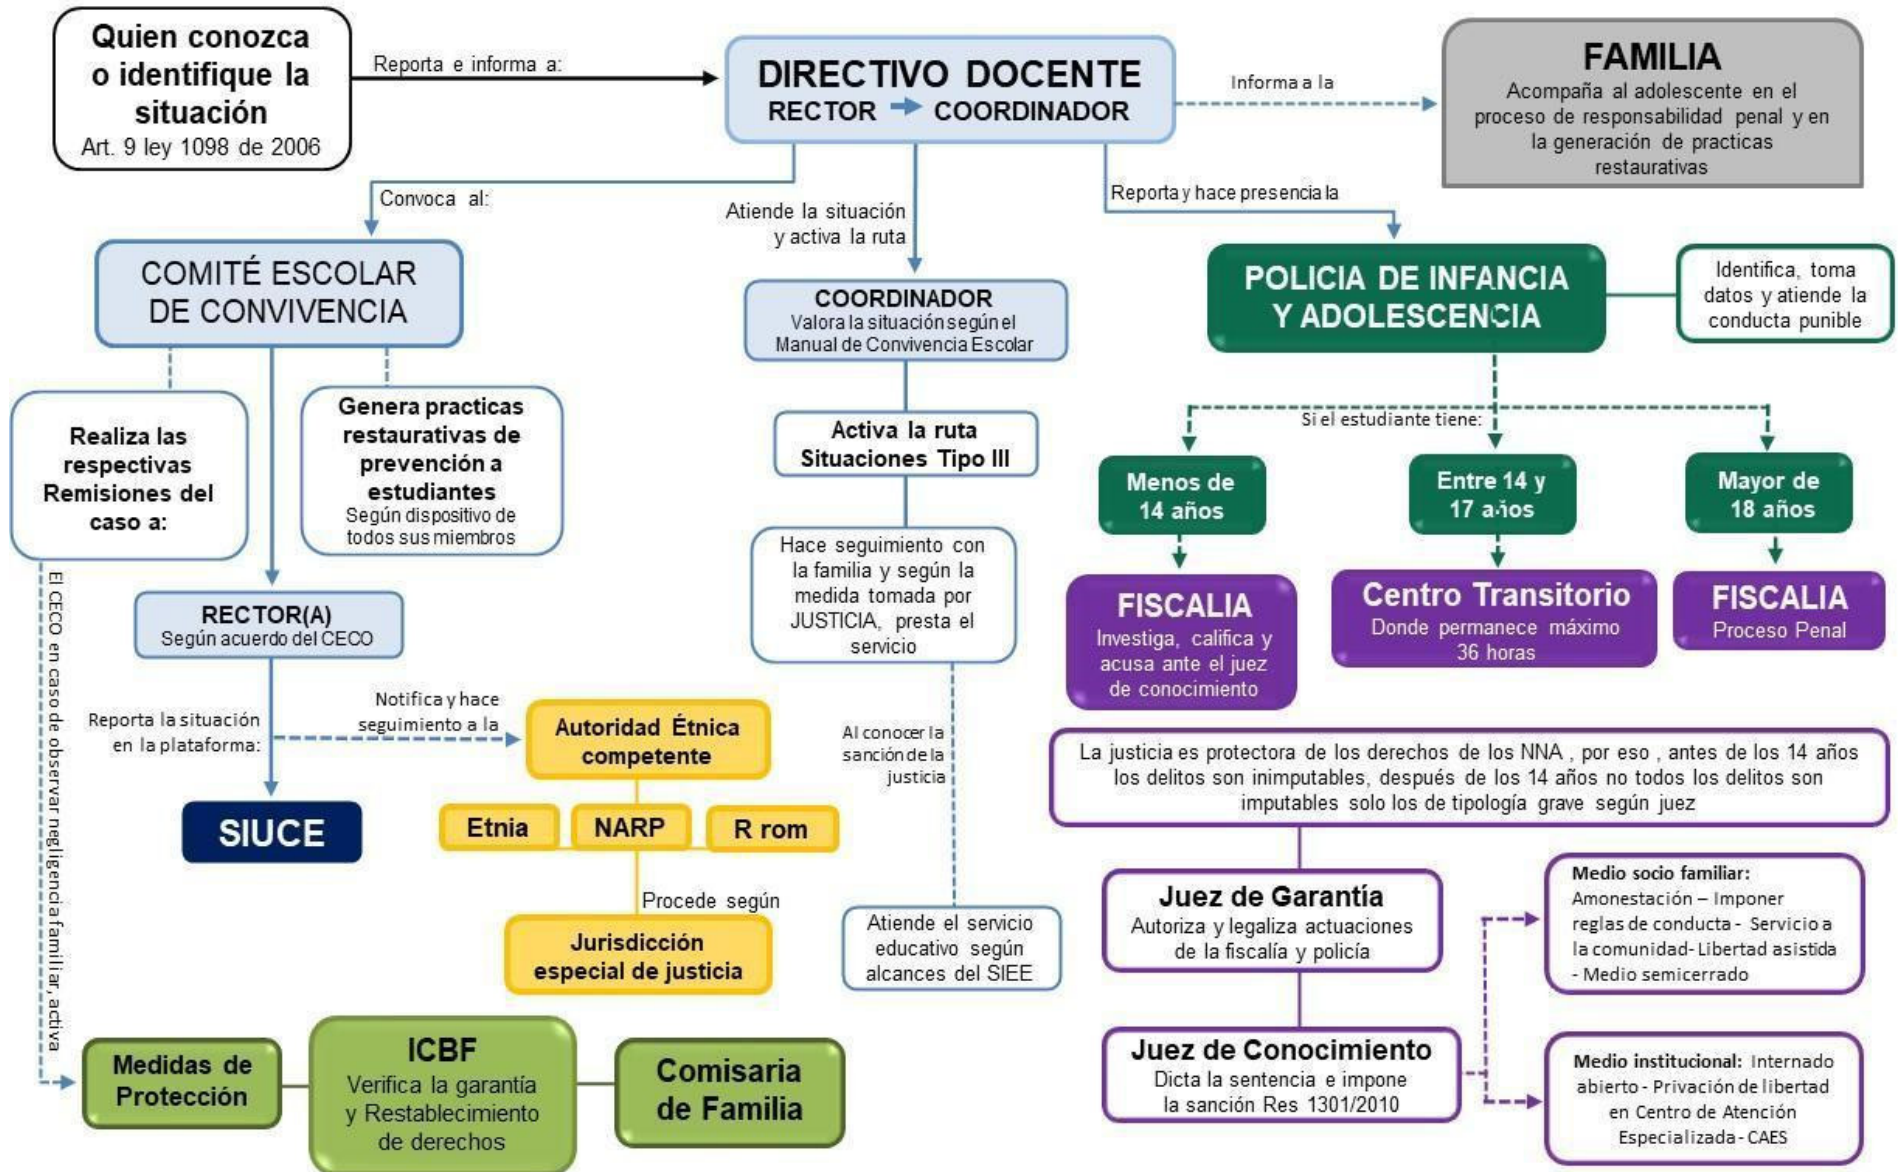 Quien conozca
o identifique la
situación
Art. 9 ley 1098 de 2006
Reporta e informa a:
DIRECTIVO DOCENTE
RECTOR COORDINADOR
Informa a la
FAMILIA
Acompaña al adolescente en el
proceso de responsabilidad penal y en
la generación de practicas
restaurativas
Convoca al:
Atiende la situación
y activa la ruta
Reporta y hace presencia la
COMITÉ ESCOLAR
DE CONVIVENCIA
COORDINADOR
Valora la situación según el
Manual de Convivencia Escolar
POLICIA DE INFANCIA
Y ADOLESCENCIA
Identifica, toma
datos y atiende la
conducta punible
Realiza las
respectivas
Remisiones del
caso a:
Genera practicas
restaurativas de
prevención a
estudiantes
Según dispositivo de
todos sus miembros
Activa la ruta
Situaciones Tipo III
Si el estudiante tiene:
Menos de
14 años
Entre 14 y
17 años
Mayor de
18 años
Hace seguimiento con
la familia y según la
medida tomada por
JUSTICIA, presta el
servicio
FISCALIA
Investiga, califica y
acusa ante el juez
de conocimiento
Centro Transitorio
Donde permanece máximo
36 horas
FISCALIA
Proceso Penal
El CECO en caso de observar negligencia familiar, activa
RECTOR(A)
Según acuerdo del CECO
Reporta la situación
en la plataforma:
Notifica y hace
seguimiento a la
Autoridad Étnica
competente
Al conocer la
sanción de la
justicia
La justicia es protectora de los derechos de los NNA , por eso , antes de los 14 años
los delitos son inimputables, después de los 14 años no todos los delitos son
imputables solo los de tipología grave según juez
SIUCE
Etnia
NARP
R rom
Procede según
Jurisdicción
especial de justicia
Atiende el servicio
educativo según
alcances del SIEE
Juez de Garantía
Autoriza y legaliza actuaciones
de la fiscalía y policía
Medio socio familiar:
Amonestación – Imponer
reglas de conducta - Servicio a
la comunidad- Libertad asistida
- Medio semicerrado
Medidas de
Protección
ICBF
Verifica la garantía
y Restablecimiento
de derechos
Comisaria
de Familia
Juez de Conocimiento
Dicta la sentencia e impone
la sanción Res 1301/2010
Medio institucional: Internado
abierto - Privación de libertad
en Centro de Atención
Especializada - CAES